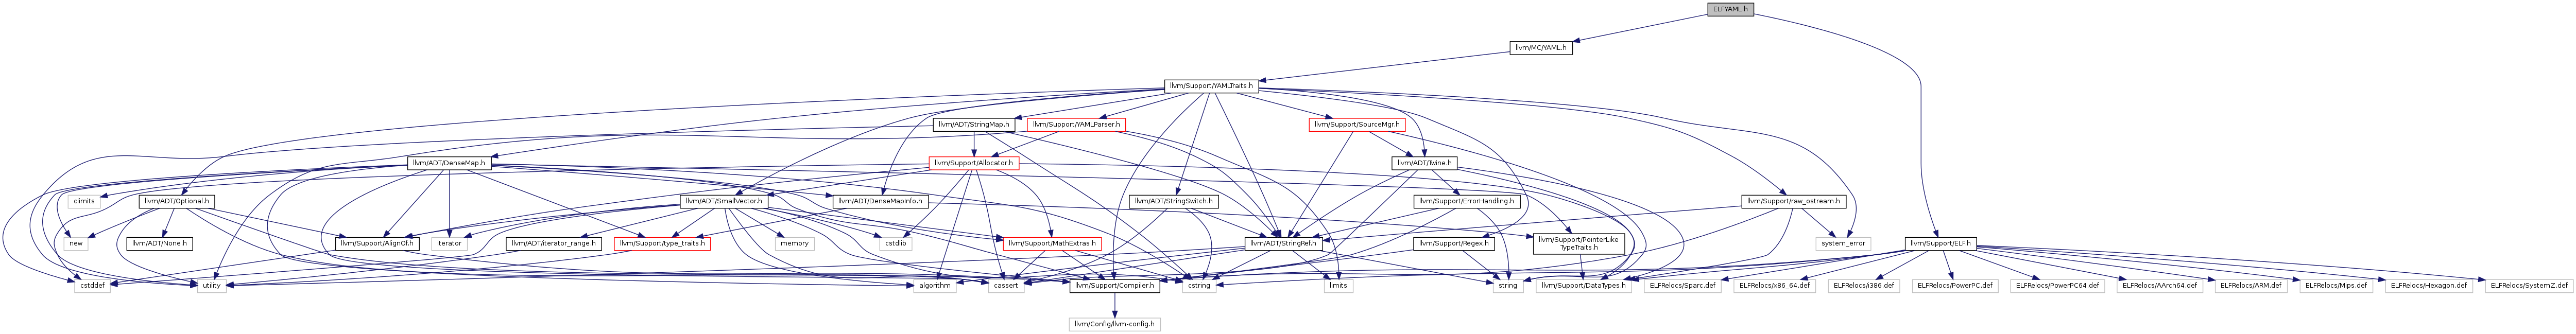 ELFYAML.h
llvm/MC/YAML.h
llvm/Support/YAMLTraits.h
llvm/ADT/StringMap.h
llvm/Support/YAMLParser.h
llvm/Support/SourceMgr.h
llvm/ADT/DenseMap.h
llvm/Support/Allocator.h
llvm/ADT/Twine.h
climits
llvm/ADT/Optional.h
llvm/ADT/SmallVector.h
llvm/ADT/DenseMapInfo.h
llvm/ADT/StringSwitch.h
llvm/Support/ErrorHandling.h
llvm/Support/raw_ostream.h
new
llvm/ADT/None.h
llvm/Support/AlignOf.h
iterator
llvm/ADT/iterator_range.h
llvm/Support/type_traits.h
memory
cstdlib
llvm/Support/MathExtras.h
llvm/ADT/StringRef.h
llvm/Support/Regex.h
llvm/Support/PointerLike
TypeTraits.h
system_error
llvm/Support/ELF.h
cstddef
utility
algorithm
cassert
llvm/Support/Compiler.h
cstring
limits
string
llvm/Support/DataTypes.h
ELFRelocs/Sparc.def
ELFRelocs/x86_64.def
ELFRelocs/i386.def
ELFRelocs/PowerPC.def
ELFRelocs/PowerPC64.def
ELFRelocs/AArch64.def
ELFRelocs/ARM.def
ELFRelocs/Mips.def
ELFRelocs/Hexagon.def
ELFRelocs/SystemZ.def
llvm/Config/llvm-config.h